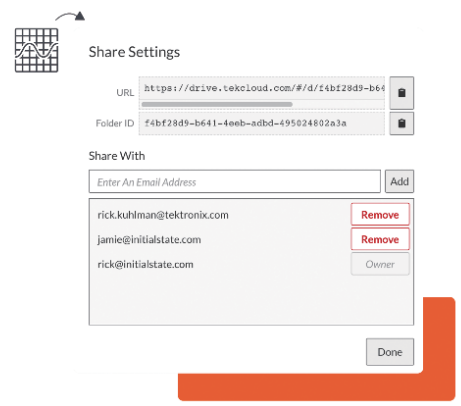 Share Settings
URL https://drive.tekcloud.com/#/d/f4bf28d9-b64
Folder ID f4bf28d9-b641-4eeb-adbd-495024802a3a
Share With
Enter An Email Address Add
rick.kuhlman@tektronix.com Remove
jamie@initialstate.com Remove
rick@initialstate.com Owner
Done